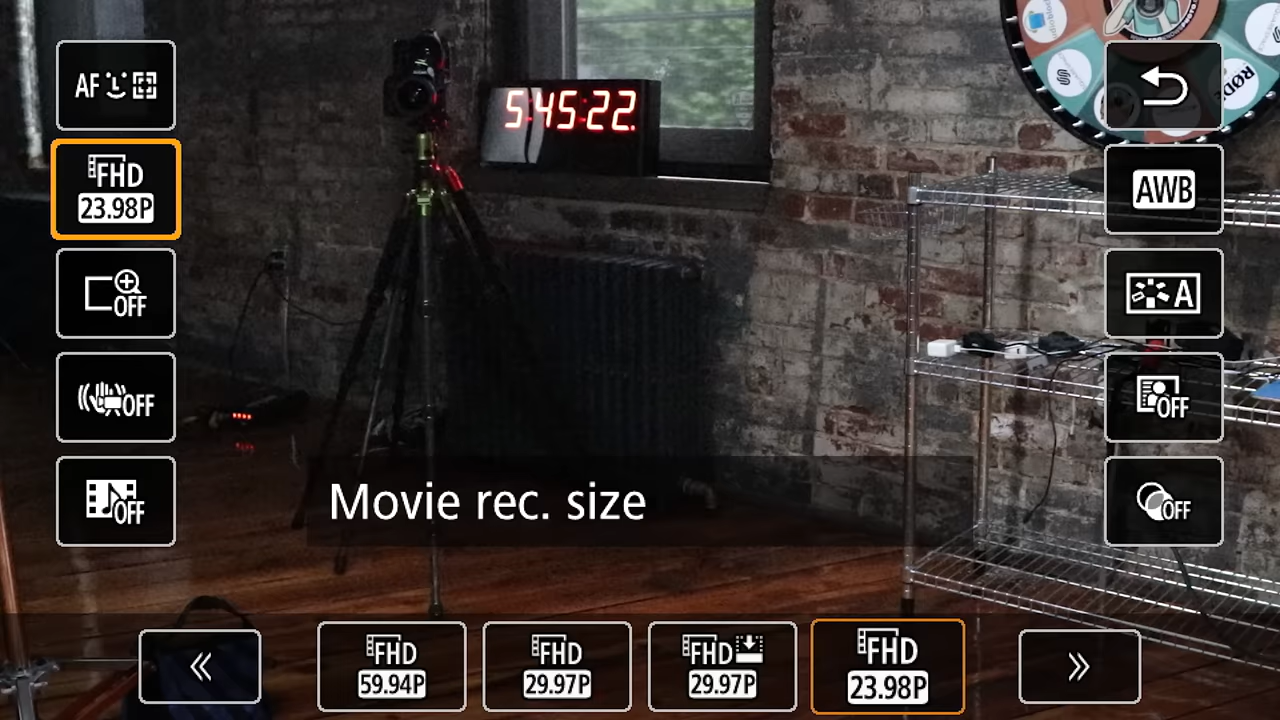 AF
FHD
23.98P
OFF
OFF
OFF
5:45:22
RØDE
AWB
A
OFF
OFF
Movie rec. size
FHD
59.94P
FHD
29.97P
FHD
29.97P
FHD
23.98P